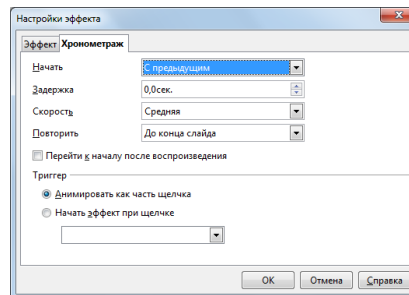 Настройки эффекта
Эффект Хронометраж
Начать С предыдущим
Задержка 0,0сек.
Скорость Средняя
Повторить До конца слайда
Перейти к началу после воспроизведения
Триггер
Анимировать как часть щелчка
Начать эффект при щелчке
OK Отмена Справка